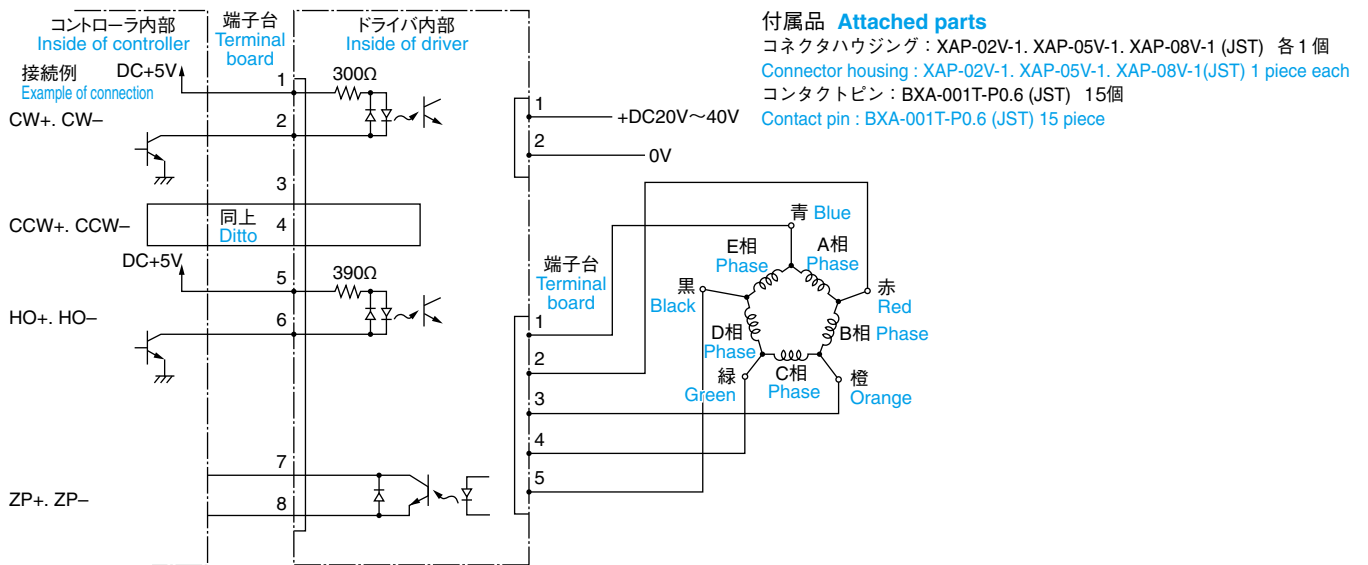 コントローラ内部
Inside of controller
端子台
Terminal
board
ドライバ内部
Inside of driver
付属品 Attached parts
コネクタハウジング：XAP-02V-1. XAP-05V-1. XAP-08V-1 (JST) 各1個
Connector housing : XAP-02V-1. XAP-05V-1. XAP-08V-1(JST) 1 piece each
コンタクトピン：BXA-001T-P0.6 (JST) 15個
Contact pin : BXA-001T-P0.6 (JST) 15 piece
接続例
Example of connection
DC+5V
1
300Ω
CW+. CW−
2
1
+DC20V〜40V
2
0V
3
CCW+. CCW−
同上
Ditto
4
DC+5V
5
390Ω
HO+. HO−
6
端子台
Terminal
board
青 Blue
E相
Phase
A相
Phase
黒
Black
赤
Red
D相
Phase
B相 Phase
緑
Green
C相
Phase
橙
Orange
1
2
3
4
5
7
ZP+. ZP−
8